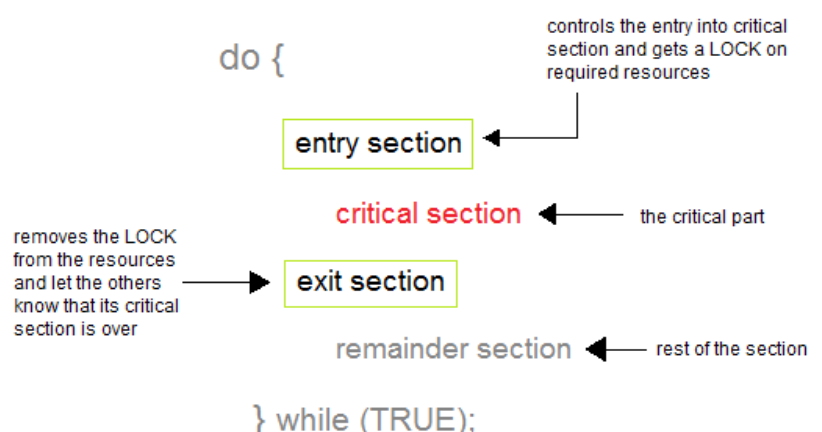 controls the entry into critical
section and gets a LOCK on
required resources
do {
entry section
critical section
the critical part
removes the LOCK
from the resources
and let the others
know that its critical
section is over
exit section
remainder section
rest of the section
} while (TRUE);